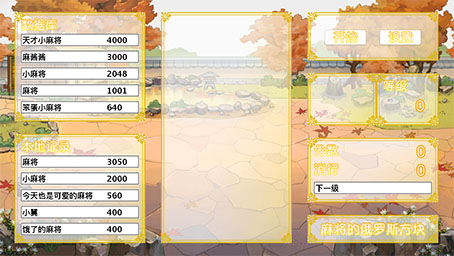 数据库
天才小麻将 4000
麻酱酱 3000
小麻将 2048
麻将 1001
笨蛋小麻将 640
本地记录
麻将 3050
小麻将 2000
今天也是可爱的麻将 560
小翼 400
饿了的麻将 400
开始 设置
等级
0
分数 0
消行 0
下一级
麻将的俄罗斯方块